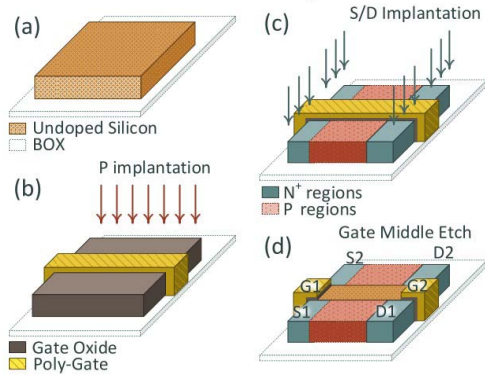 (a)
Undoped Silicon
BOX
(b)
P implantation
Gate Oxide
Poly-Gate
(c)
S/D Implantation
N+ regions
P regions
(d)
Gate Middle Etch
S2
D2
G1
G2
S1
D1